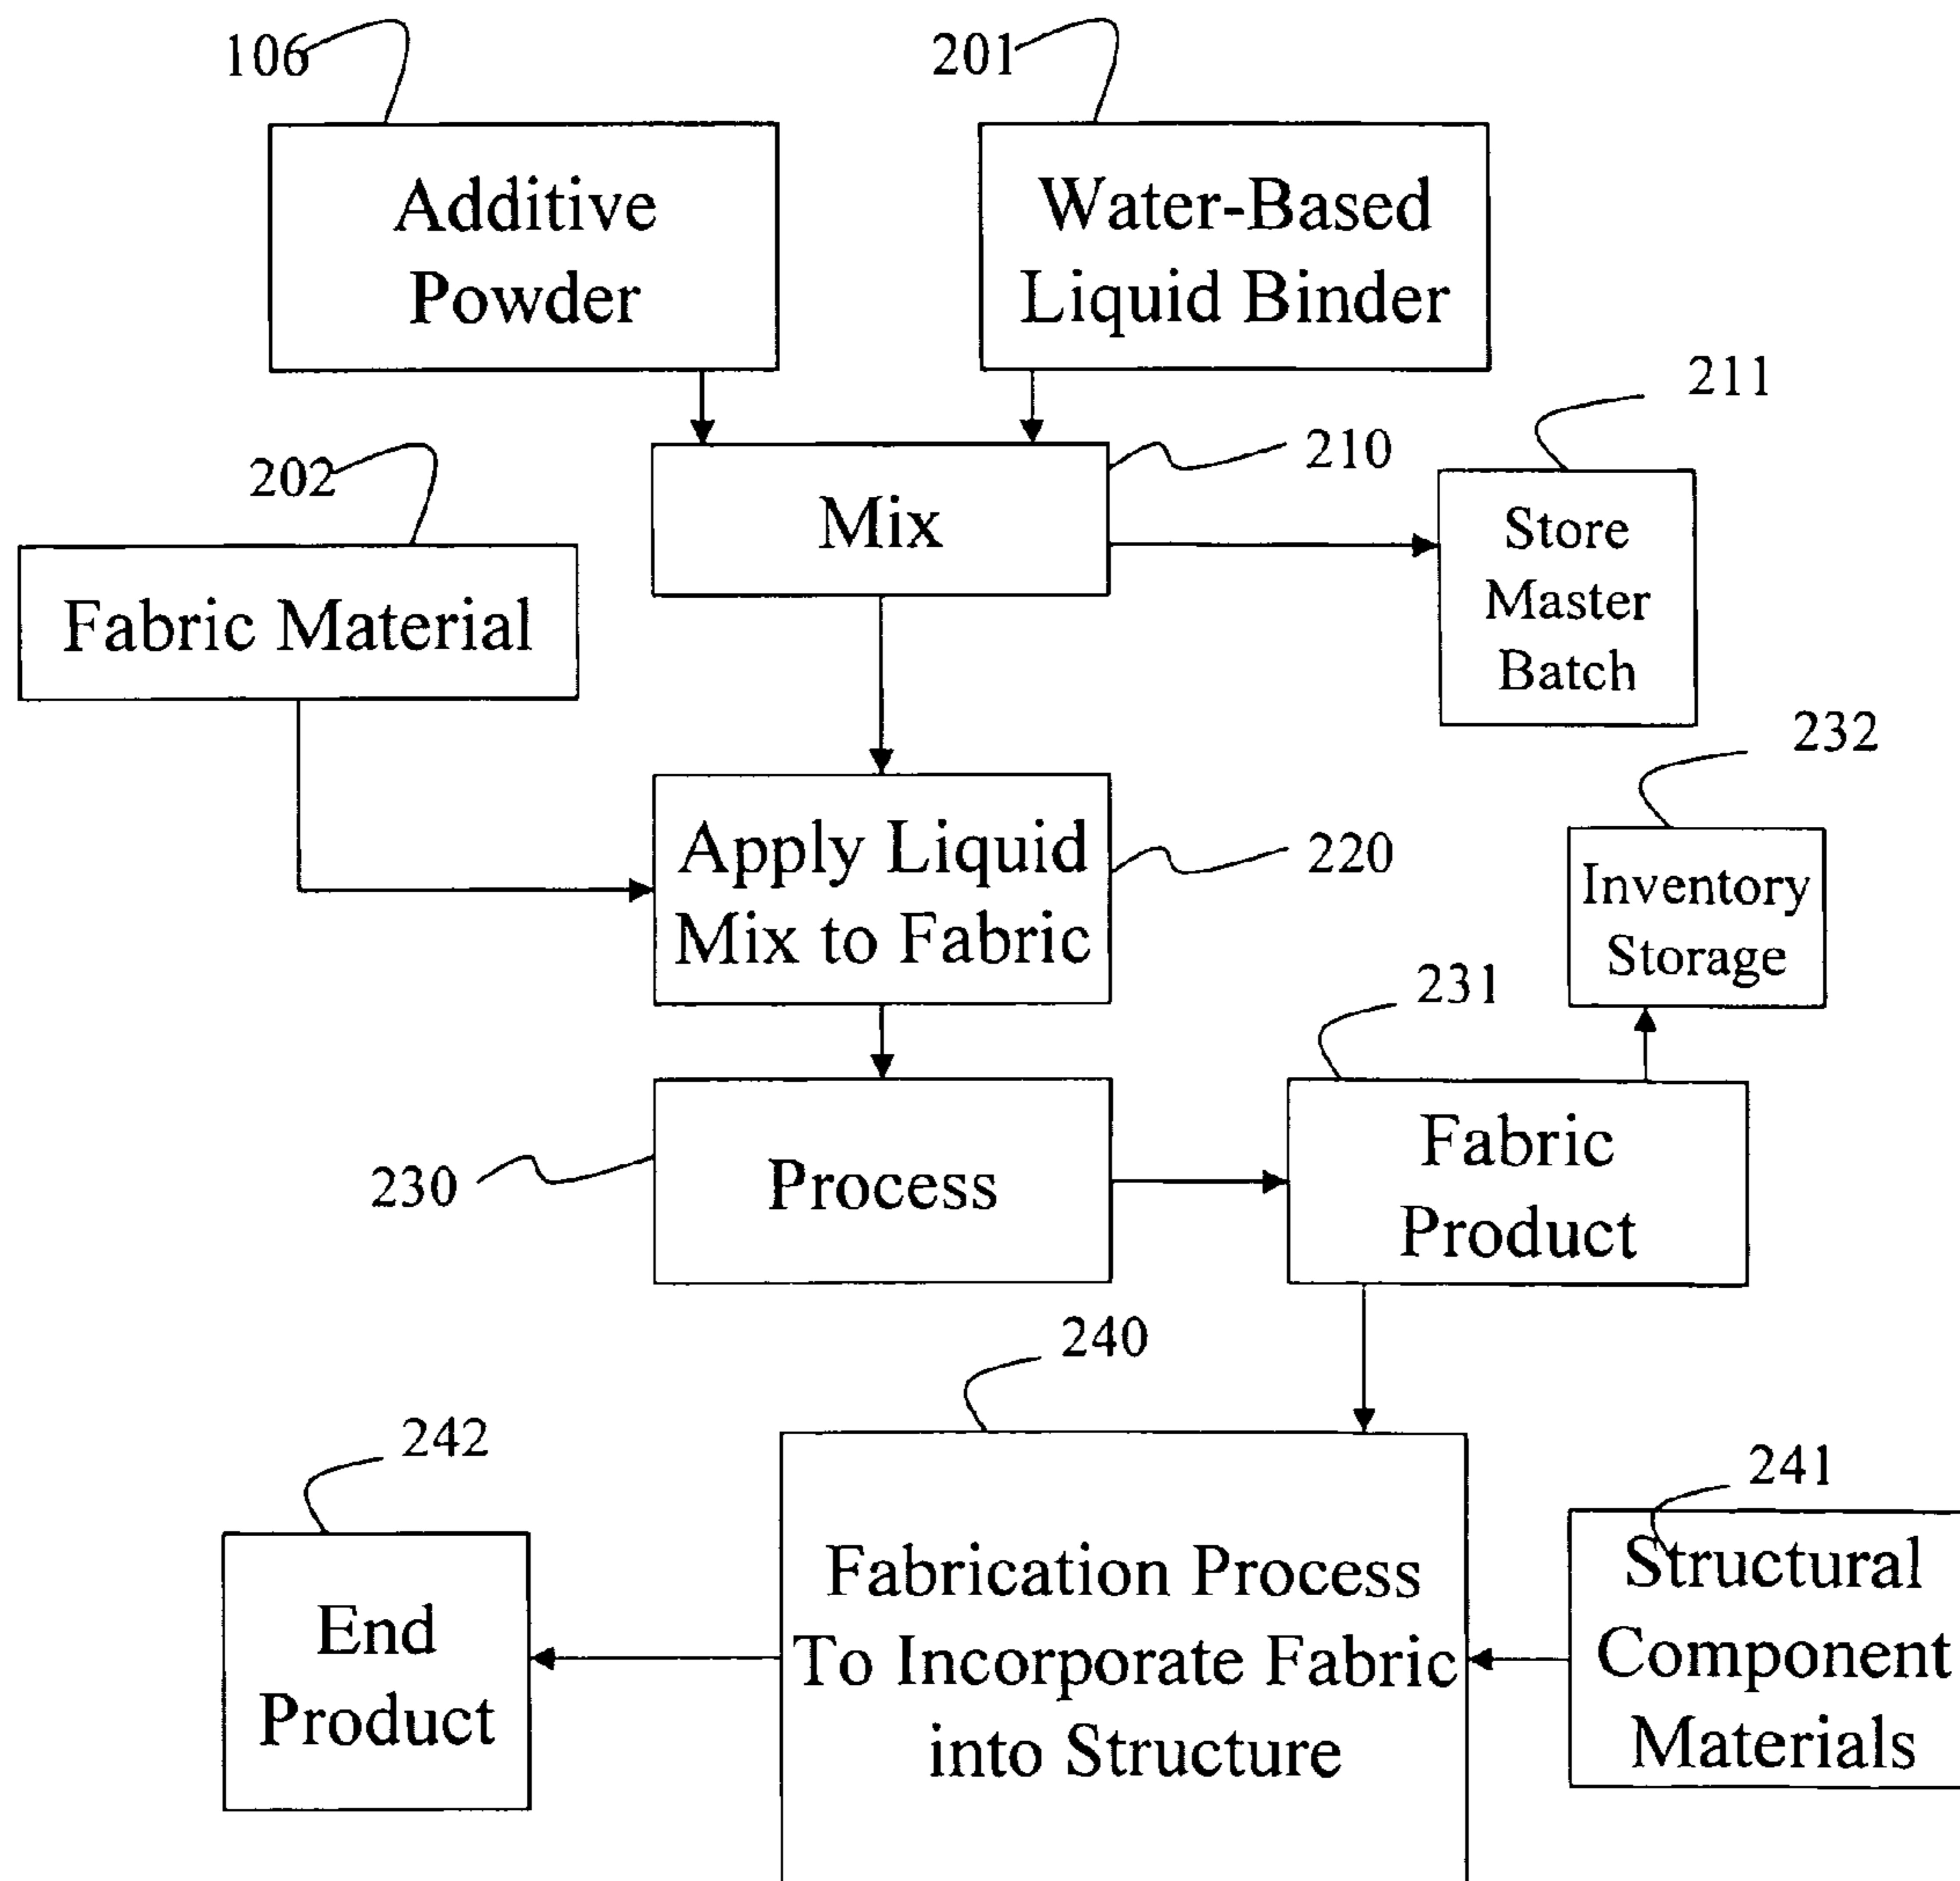 106
201
Additive
Powder
Water-Based
Liquid Binder
211
210
202
Mix
Store
Master
Batch
Fabric Material
232
Apply Liquid
Mix to Fabric
220
Inventory
Storage
231
230
Process
Fabric
Product
240
242
241
End
Product
Fabrication Process
To Incorporate Fabric
into Structure
Structural
Component
Materials